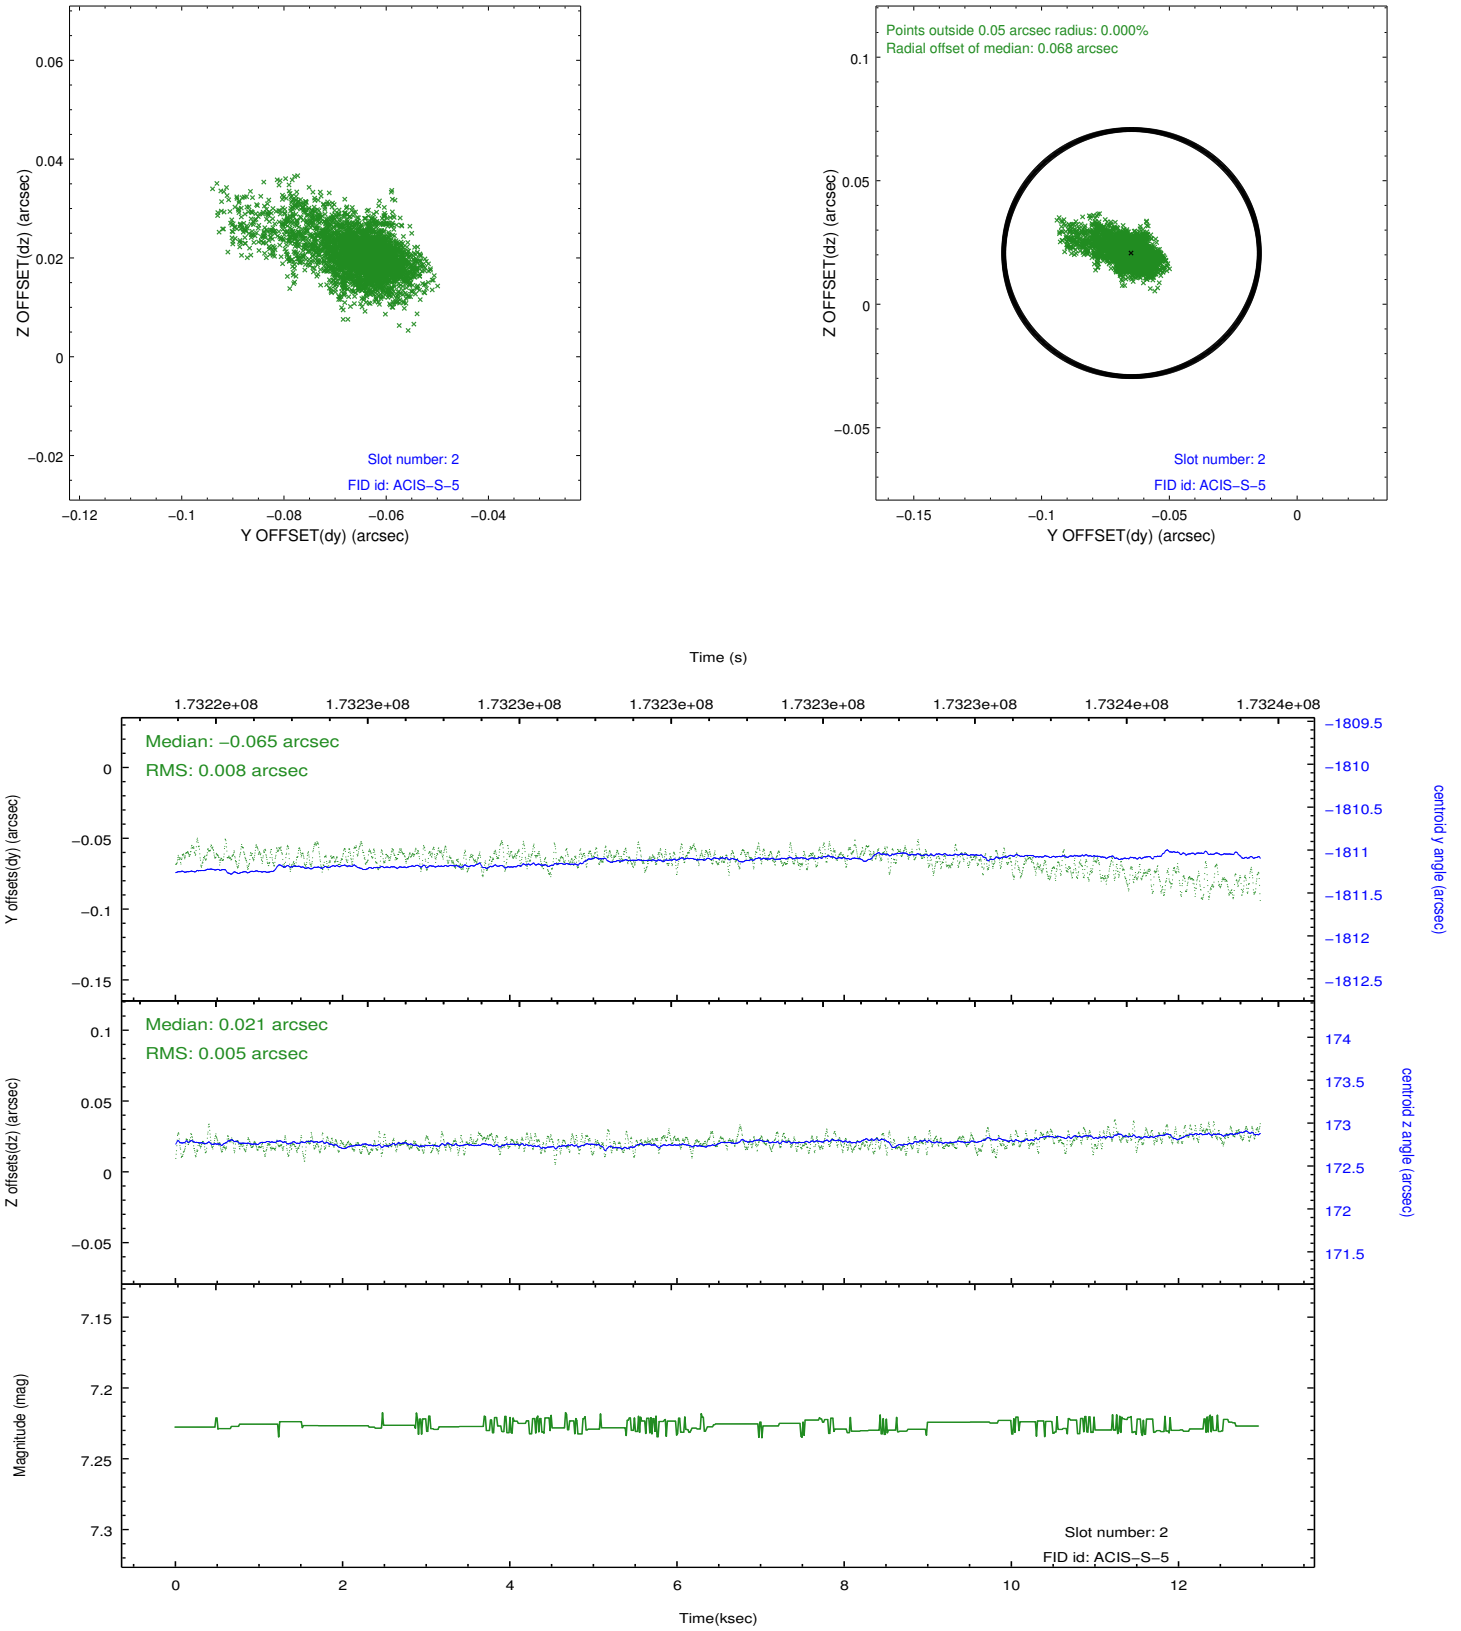 0.06
0.04
0.02
0
−0.02
Z OFFSET(dz) (arcsec)
Slot number: 2
FID id: ACIS−S−5
−0.12
−0.1
−0.08
−0.06
−0.04
Y OFFSET(dy) (arcsec)
Points outside 0.05 arcsec radius: 0.000%
Radial offset of median: 0.068 arcsec
0.1
0.05
0
−0.05
Z OFFSET(dz) (arcsec)
Slot number: 2
FID id: ACIS−S−5
−0.15
−0.1
−0.05
0
Y OFFSET(dy) (arcsec)
Time (s)
1.7322e+08
1.7323e+08
1.7323e+08
1.7323e+08
1.7323e+08
1.7323e+08
1.7324e+08
1.7324e+08
Median: −0.065 arcsec
RMS: 0.008 arcsec
0
−0.05
−0.1
−0.15
Y offsets(dy) (arcsec)
−1809.5
−1810
−1810.5
−1811
−1811.5
−1812
−1812.5
centroid y angle (arcsec)
Median: 0.021 arcsec
RMS: 0.005 arcsec
0.1
0.05
0
−0.05
Z offsets(dz) (arcsec)
174
173.5
173
172.5
172
171.5
centroid z angle (arcsec)
7.15
7.2
7.25
7.3
Magnitude (mag)
Slot number: 2
FID id: ACIS−S−5
0
2
4
6
8
10
12
Time(ksec)